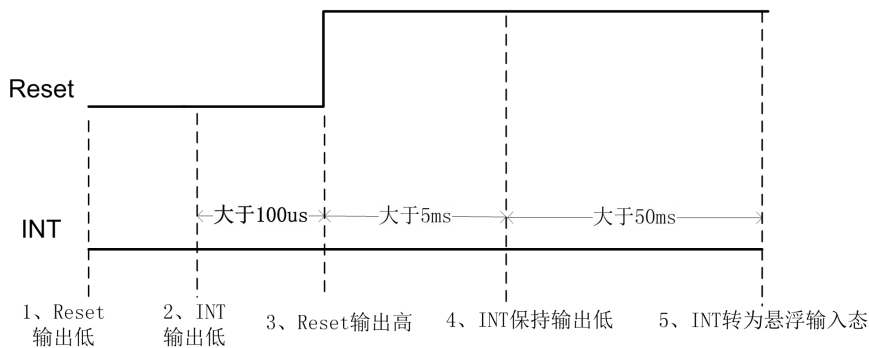 Reset
大于100us
大于5ms
大于50ms
INT
1、Reset
输出低
2、INT
输出低
3、Reset输出高
4、INT保持输出低
5、INT转为悬浮输入态